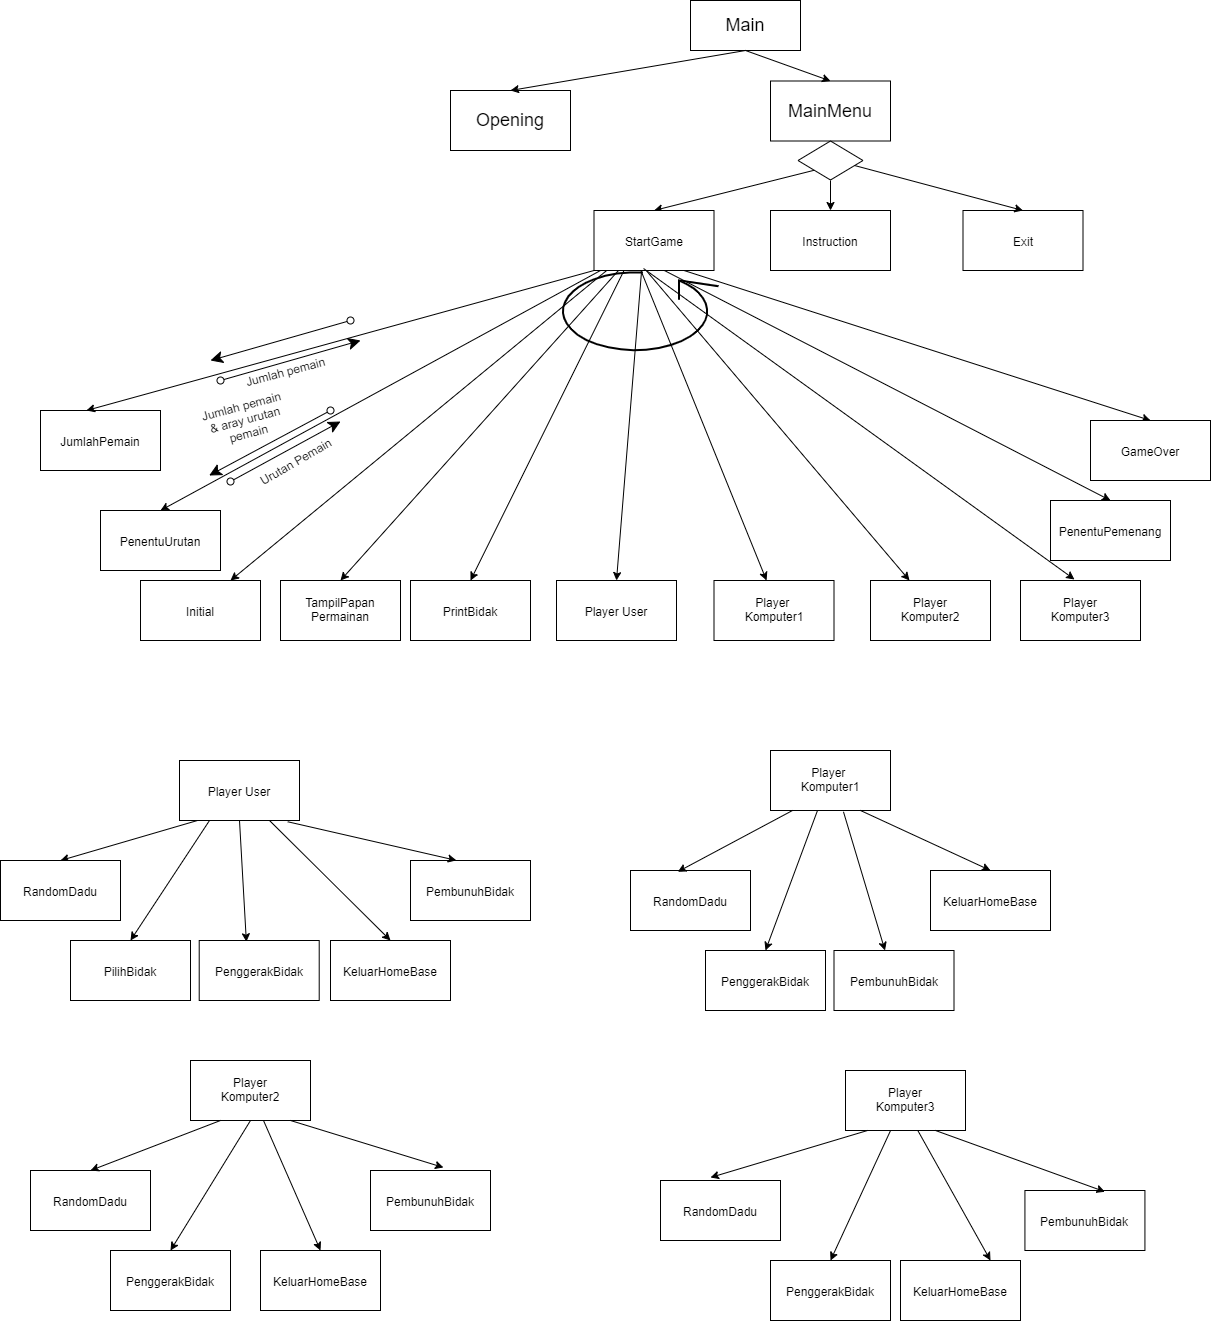 Main
Opening
MainMenu
StartGame
Instruction
Exit
Jumlah pemain
Jumlah pemain
& aray urutan
pemain
Urutan Pemain
JumlahPemain
GameOver
PenentuUrutan
PenentuPemenang
Initial
TampilPapan
Permainan
PrintBidak
Player User
Player
Komputer1
Player
Komputer2
Player
Komputer3
Player User
RandomDadu
PembunuhBidak
PilihBidak
PenggerakBidak
KeluarHomeBase
Player
Komputer1
RandomDadu
KeluarHomeBase
PenggerakBidak
PembunuhBidak
Player
Komputer2
RandomDadu
PembunuhBidak
PenggerakBidak
KeluarHomeBase
Player
Komputer3
RandomDadu
PembunuhBidak
PenggerakBidak
KeluarHomeBase